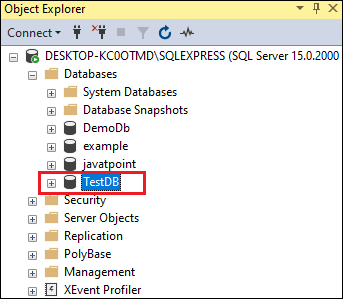 Object Explorer
Connect
DESKTOP-KC0OTMD\SQLEXPRESS (SQL Server 15.0.2000
Databases
System Databases
Database Snapshots
DemoDb
example
javatpoint
TestDB
Security
Server Objects
Replication
PolyBase
Management
XEvent Profiler